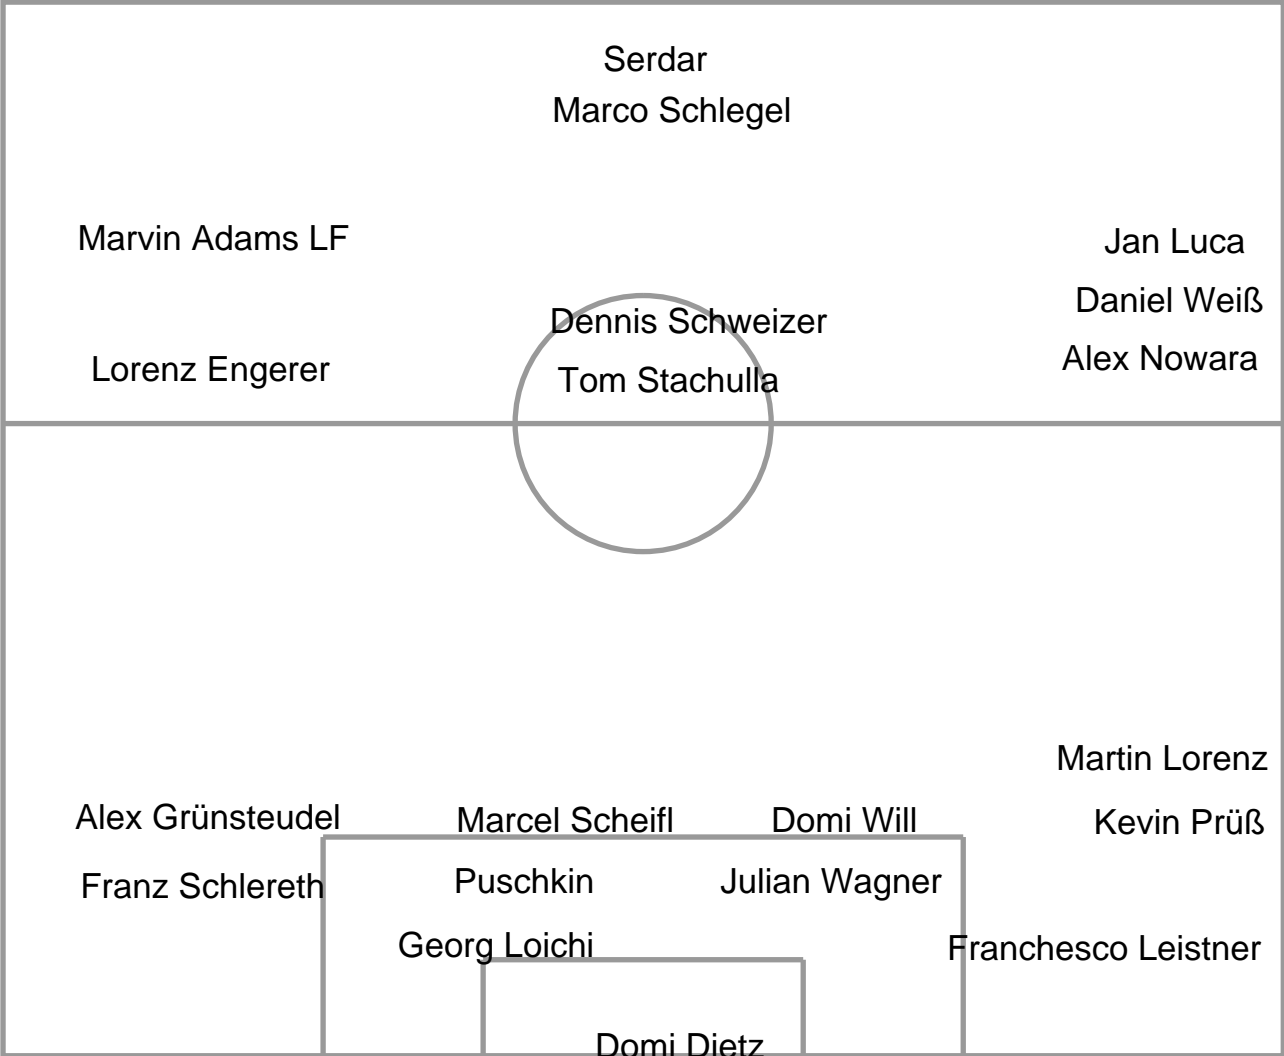 Serdar
Marco Schlegel
Marvin Adams LF
Jan Luca
Daniel Weiß
Dennis Schweizer
Alex Nowara
Lorenz Engerer
Tom Stachulla
Martin Lorenz
Alex Grünsteudel
Marcel Scheifl
Domi Will
Kevin Prüß
Franz Schlereth
Puschkin
Julian Wagner
Georg Loichi
Franchesco Leistner
Domi Dietz